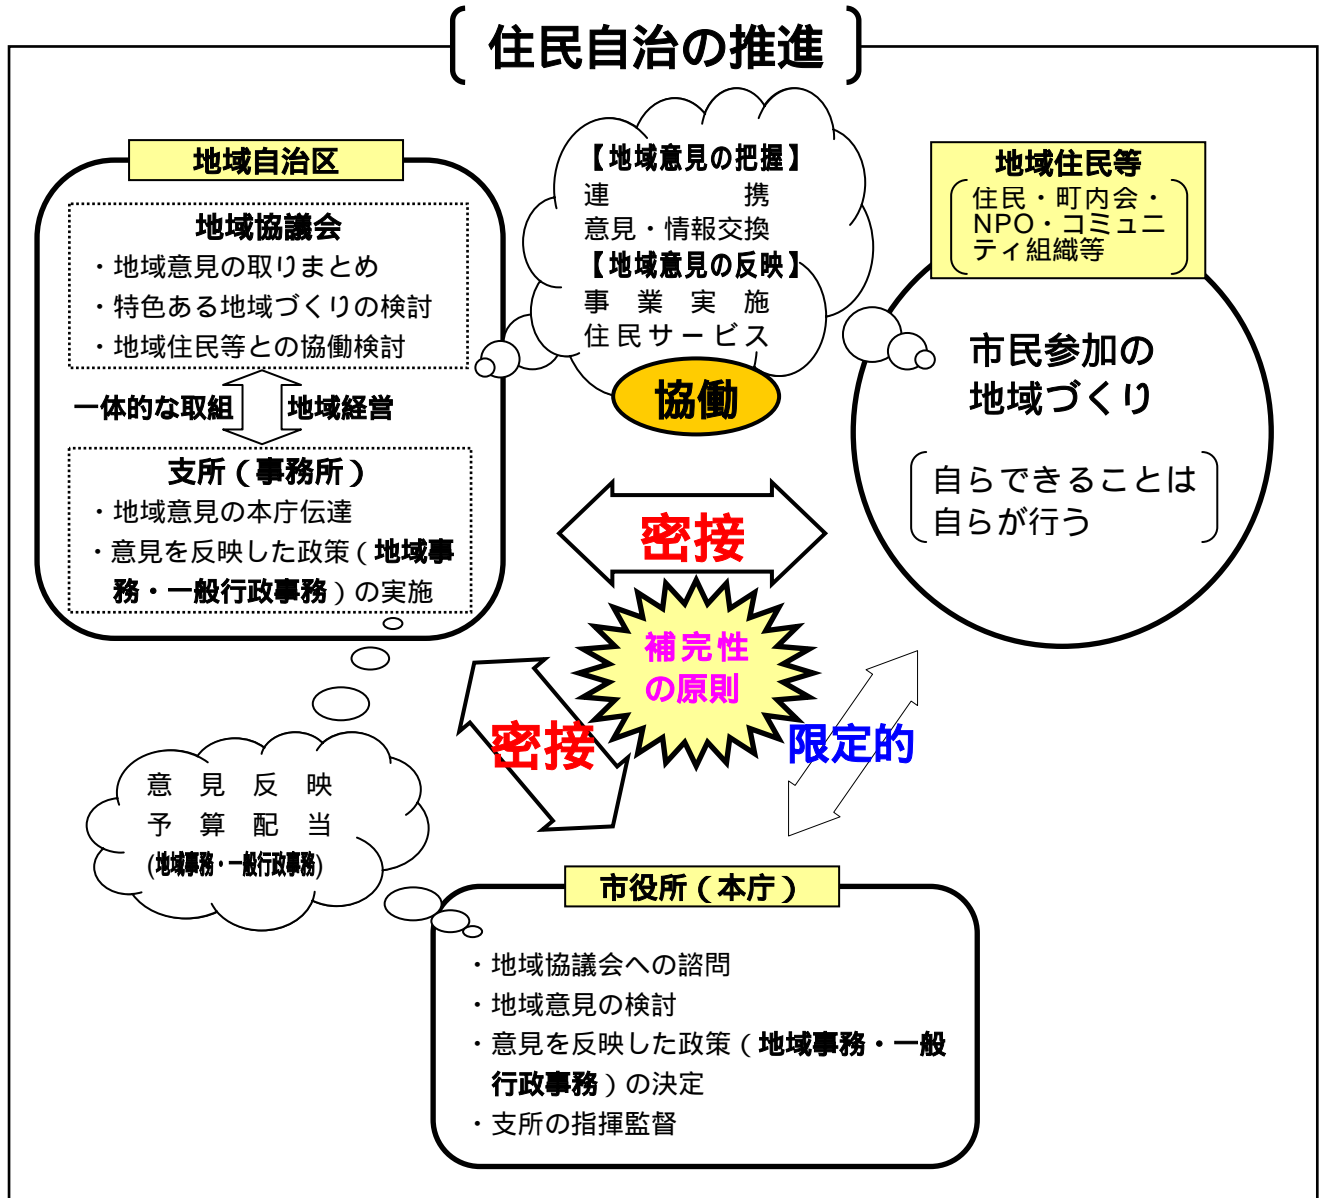 住民自治の推進
地域自治区
地域協議会
・地域意見の取りまとめ
・特色ある地域づくりの検討
・地域住民等との協働検討
一体的な取組
地域経営
支所（事務所）
・地域意見の本庁伝達
・意見を反映した政策（地域事
務・一般行政事務）の実施
【地域意見の把握】
連携
意見・情報交換
【地域意見の反映】
事業実施
住民サービス
協働
地域住民等
住民・町内会・
NPO・コミュニ
ティ組織等
市民参加の
地域づくり
自らできることは
自らが行う
密接
補完性
の原則
密接
限定的
意見反映
予算配当
(地域事務・一般行政事務)
市役所（本庁）
・地域協議会への諮問
・地域意見の検討
・意見を反映した政策（地域事務・一般
行政事務）の決定
・支所の指揮監督